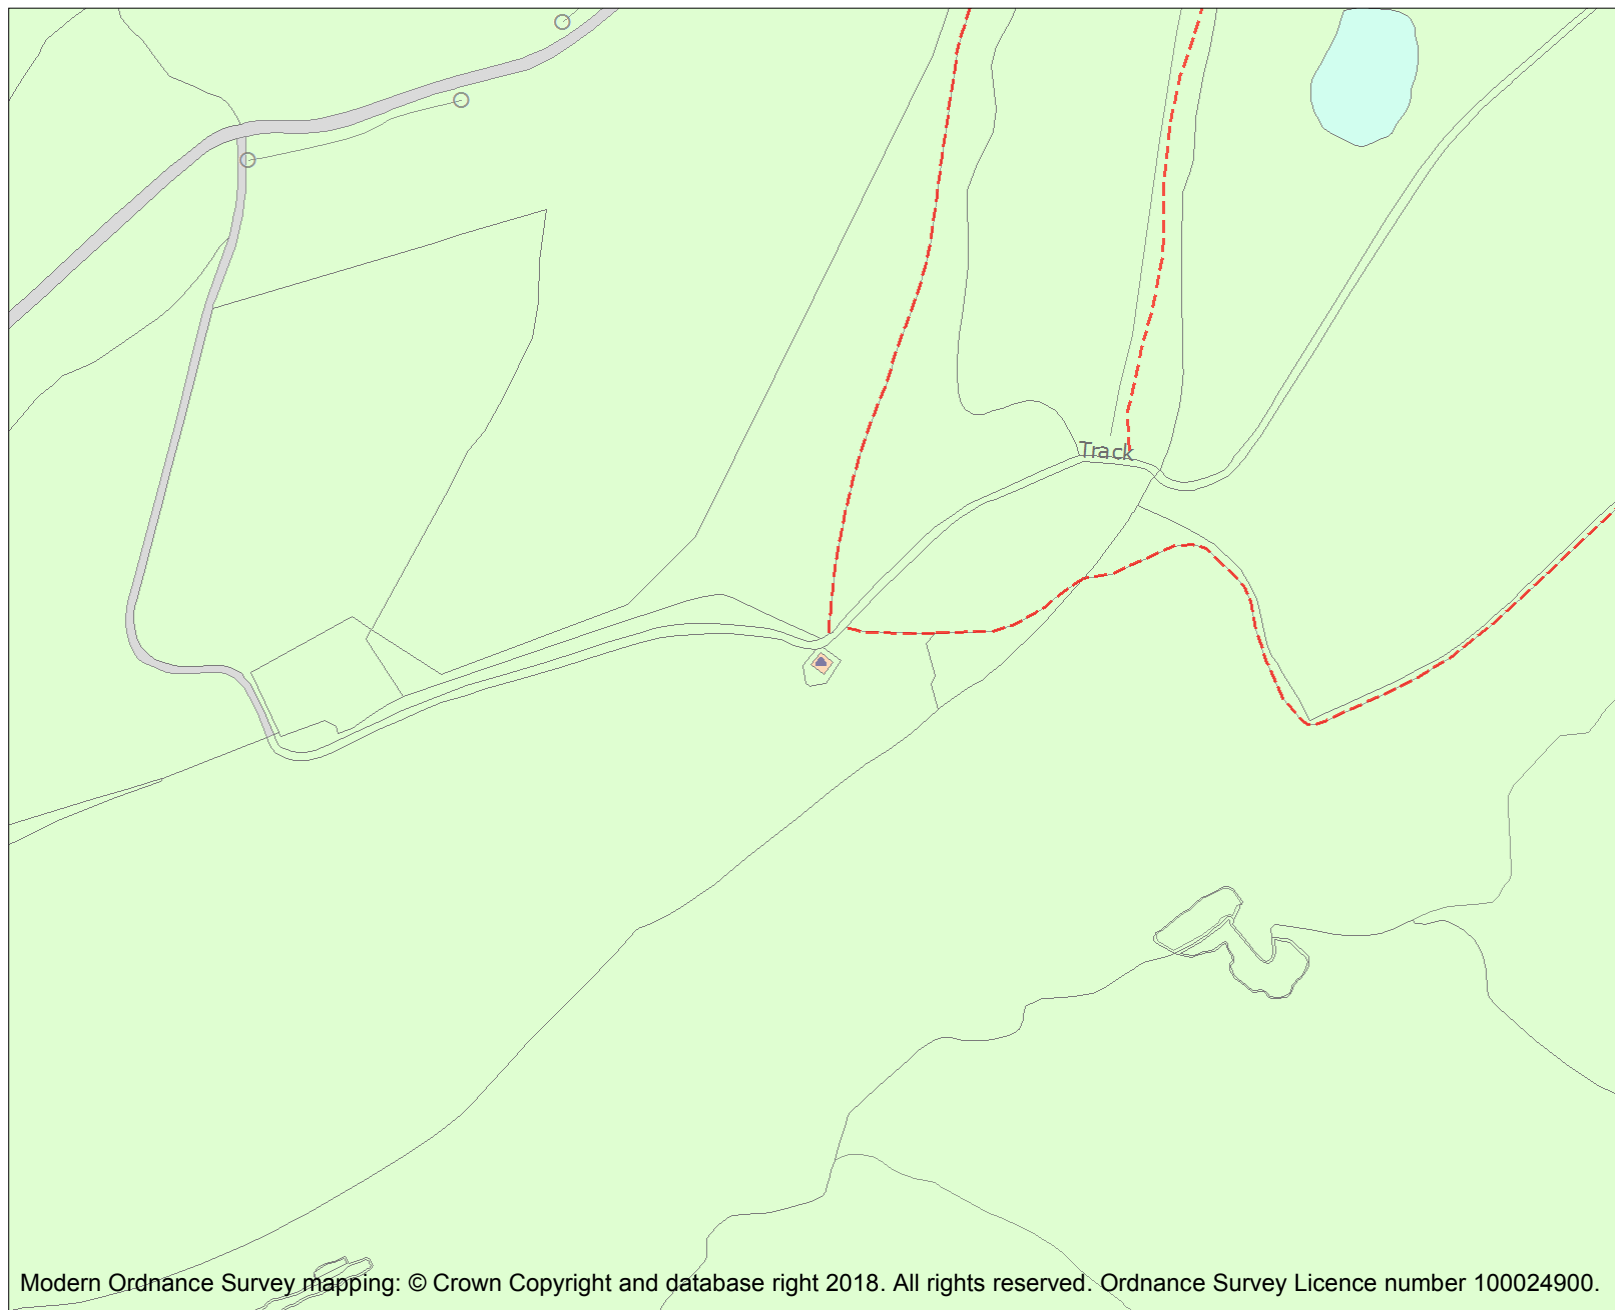 Track
Modern Ordnance Survey mapping: © Crown Copyright and database right 2018. All rights reserved. Ordnance Survey Licence number 100024900.